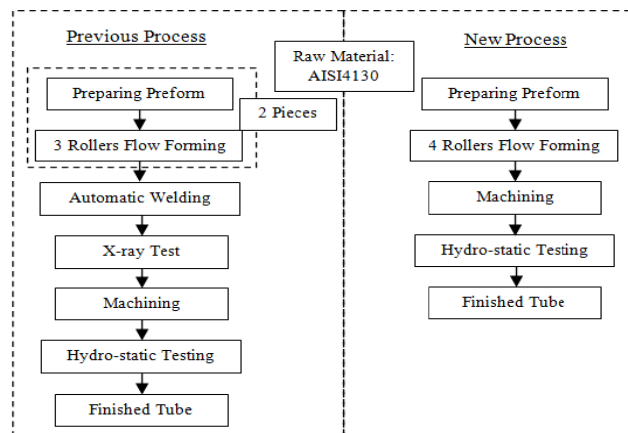 Previous Process
Raw Material:
AISI4130
New Process
Preparing Preform
2 Pieces
3 Rollers Flow Forming
Automatic Welding
X-ray Test
Machining
Hydro-static Testing
Finished Tube
Preparing Preform
4 Rollers Flow Forming
Machining
Hydro-static Testing
Finished Tube